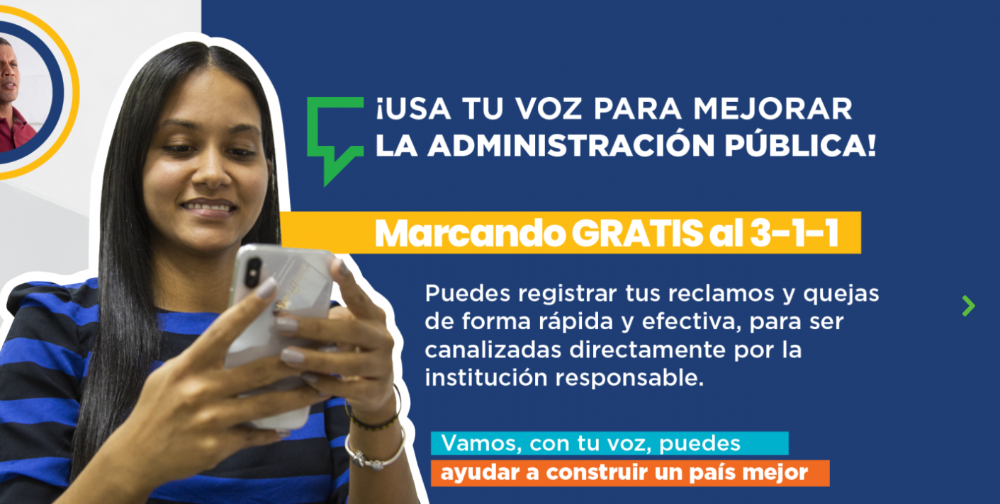 ¡USA TU VOZ PARA MEJORAR
LA ADMINISTRACIÓN PÚBLICA!
Marcando GRATIS al 3-1-1
Puedes registrar tus reclamos y quejas
de forma rápida y efectiva, para ser
canalizadas directamente por la
institución responsable.
Vamos, con tu voz, puedes
ayudar a construir un país mejor